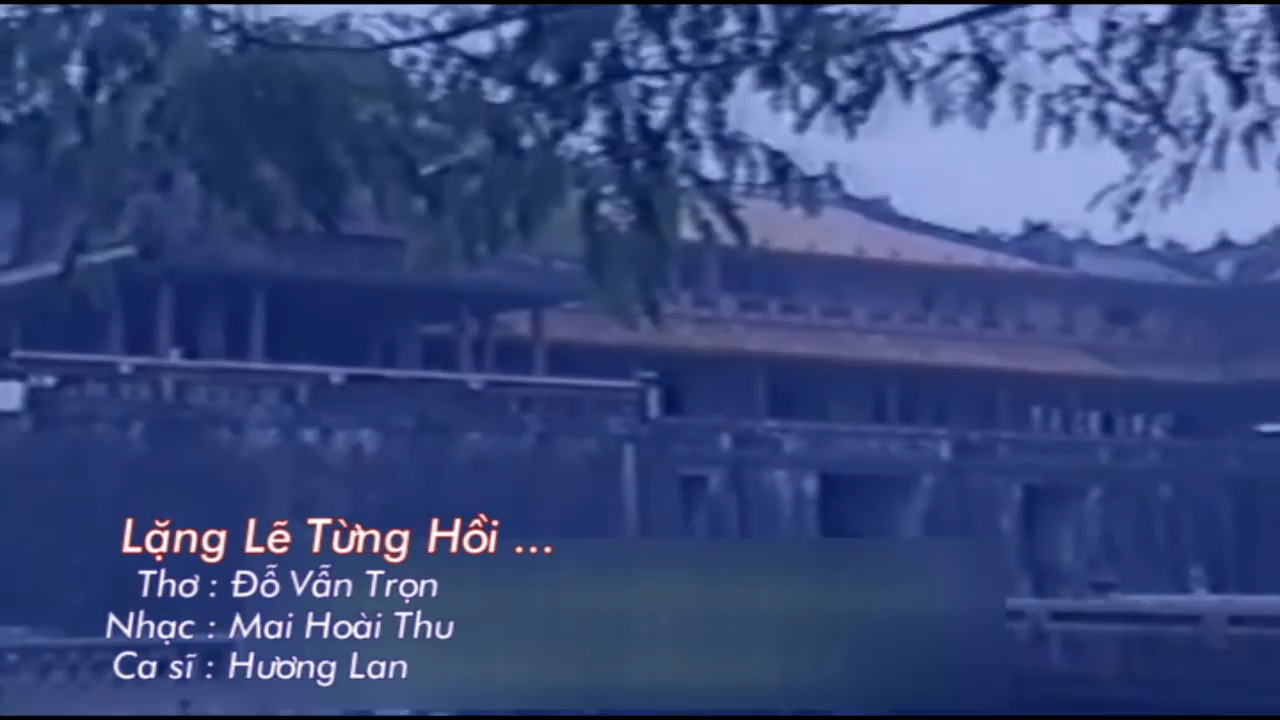 Lặng Lẽ Từng Hồi ...
Thơ : Đỗ Vẫn Trọn
Nhạc : Mai Hoài Thu
Ca sĩ : Hương Lan